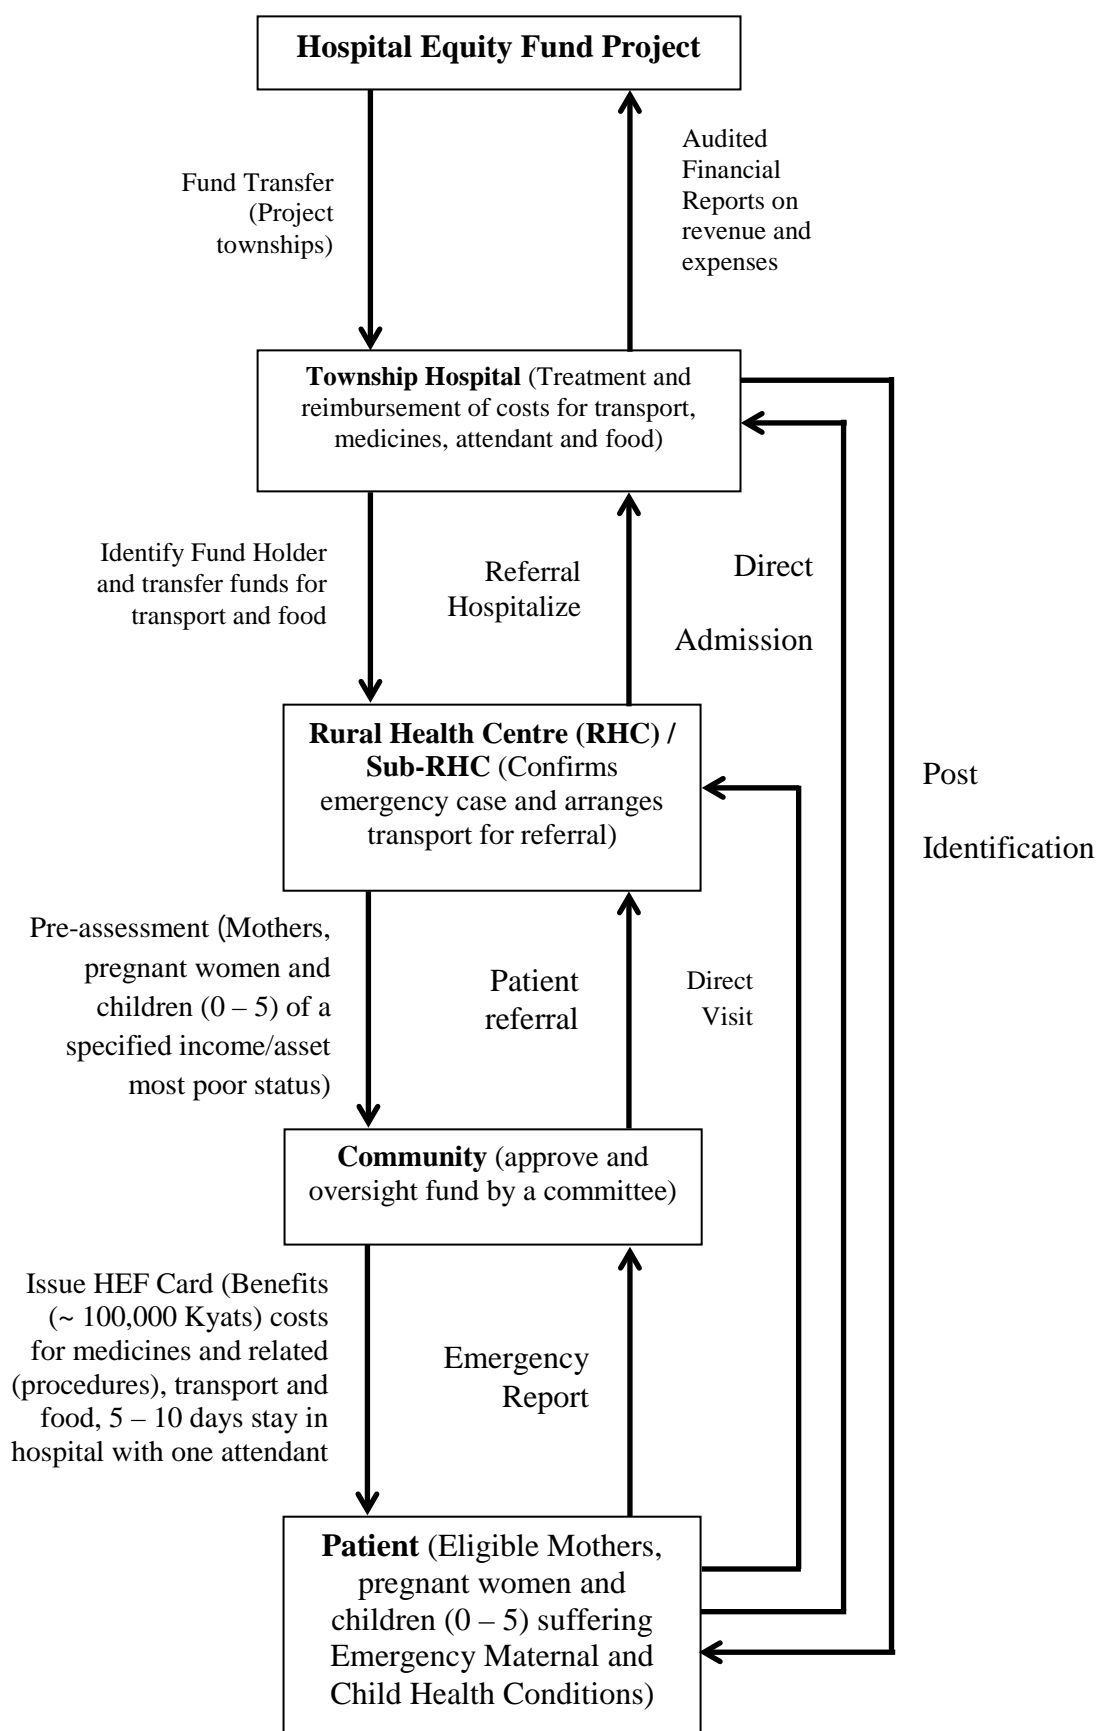 Hospital Equity Fund Project
Fund Transfer
(Project
townships)
Audited
Financial
Reports on
revenue and
expenses
Township Hospital (Treatment and
reimbursement of costs for transport,
medicines, attendant and food)
Identify Fund Holder
and transfer funds for
transport and food
Referral
Hospitalize
Direct
Admission
Rural Health Centre (RHC) /
Sub-RHC (Confirms
emergency case and arranges
transport for referral)
Post
Identification
Pre-assessment (Mothers,
pregnant women and
children (0 – 5) of a
specified income/asset
most poor status)
Patient
referral
Direct
Visit
Community (approve and
oversight fund by a committee)
Issue HEF Card (Benefits
(~ 100,000 Kyats) costs
for medicines and related
(procedures), transport and
food, 5 – 10 days stay in
hospital with one attendant
Emergency
Report
Patient (Eligible Mothers,
pregnant women and
children (0 – 5) suffering
Emergency Maternal and
Child Health Conditions)